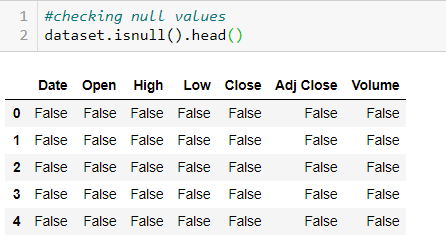 1 #checking null values
2 dataset.isnull().head()
Date Open High Low Close Adj Close Volume
0 False False False False False False False
1 False False False False False False False
2 False False False False False False False
3 False False False False False False False
4 False False False False False False False